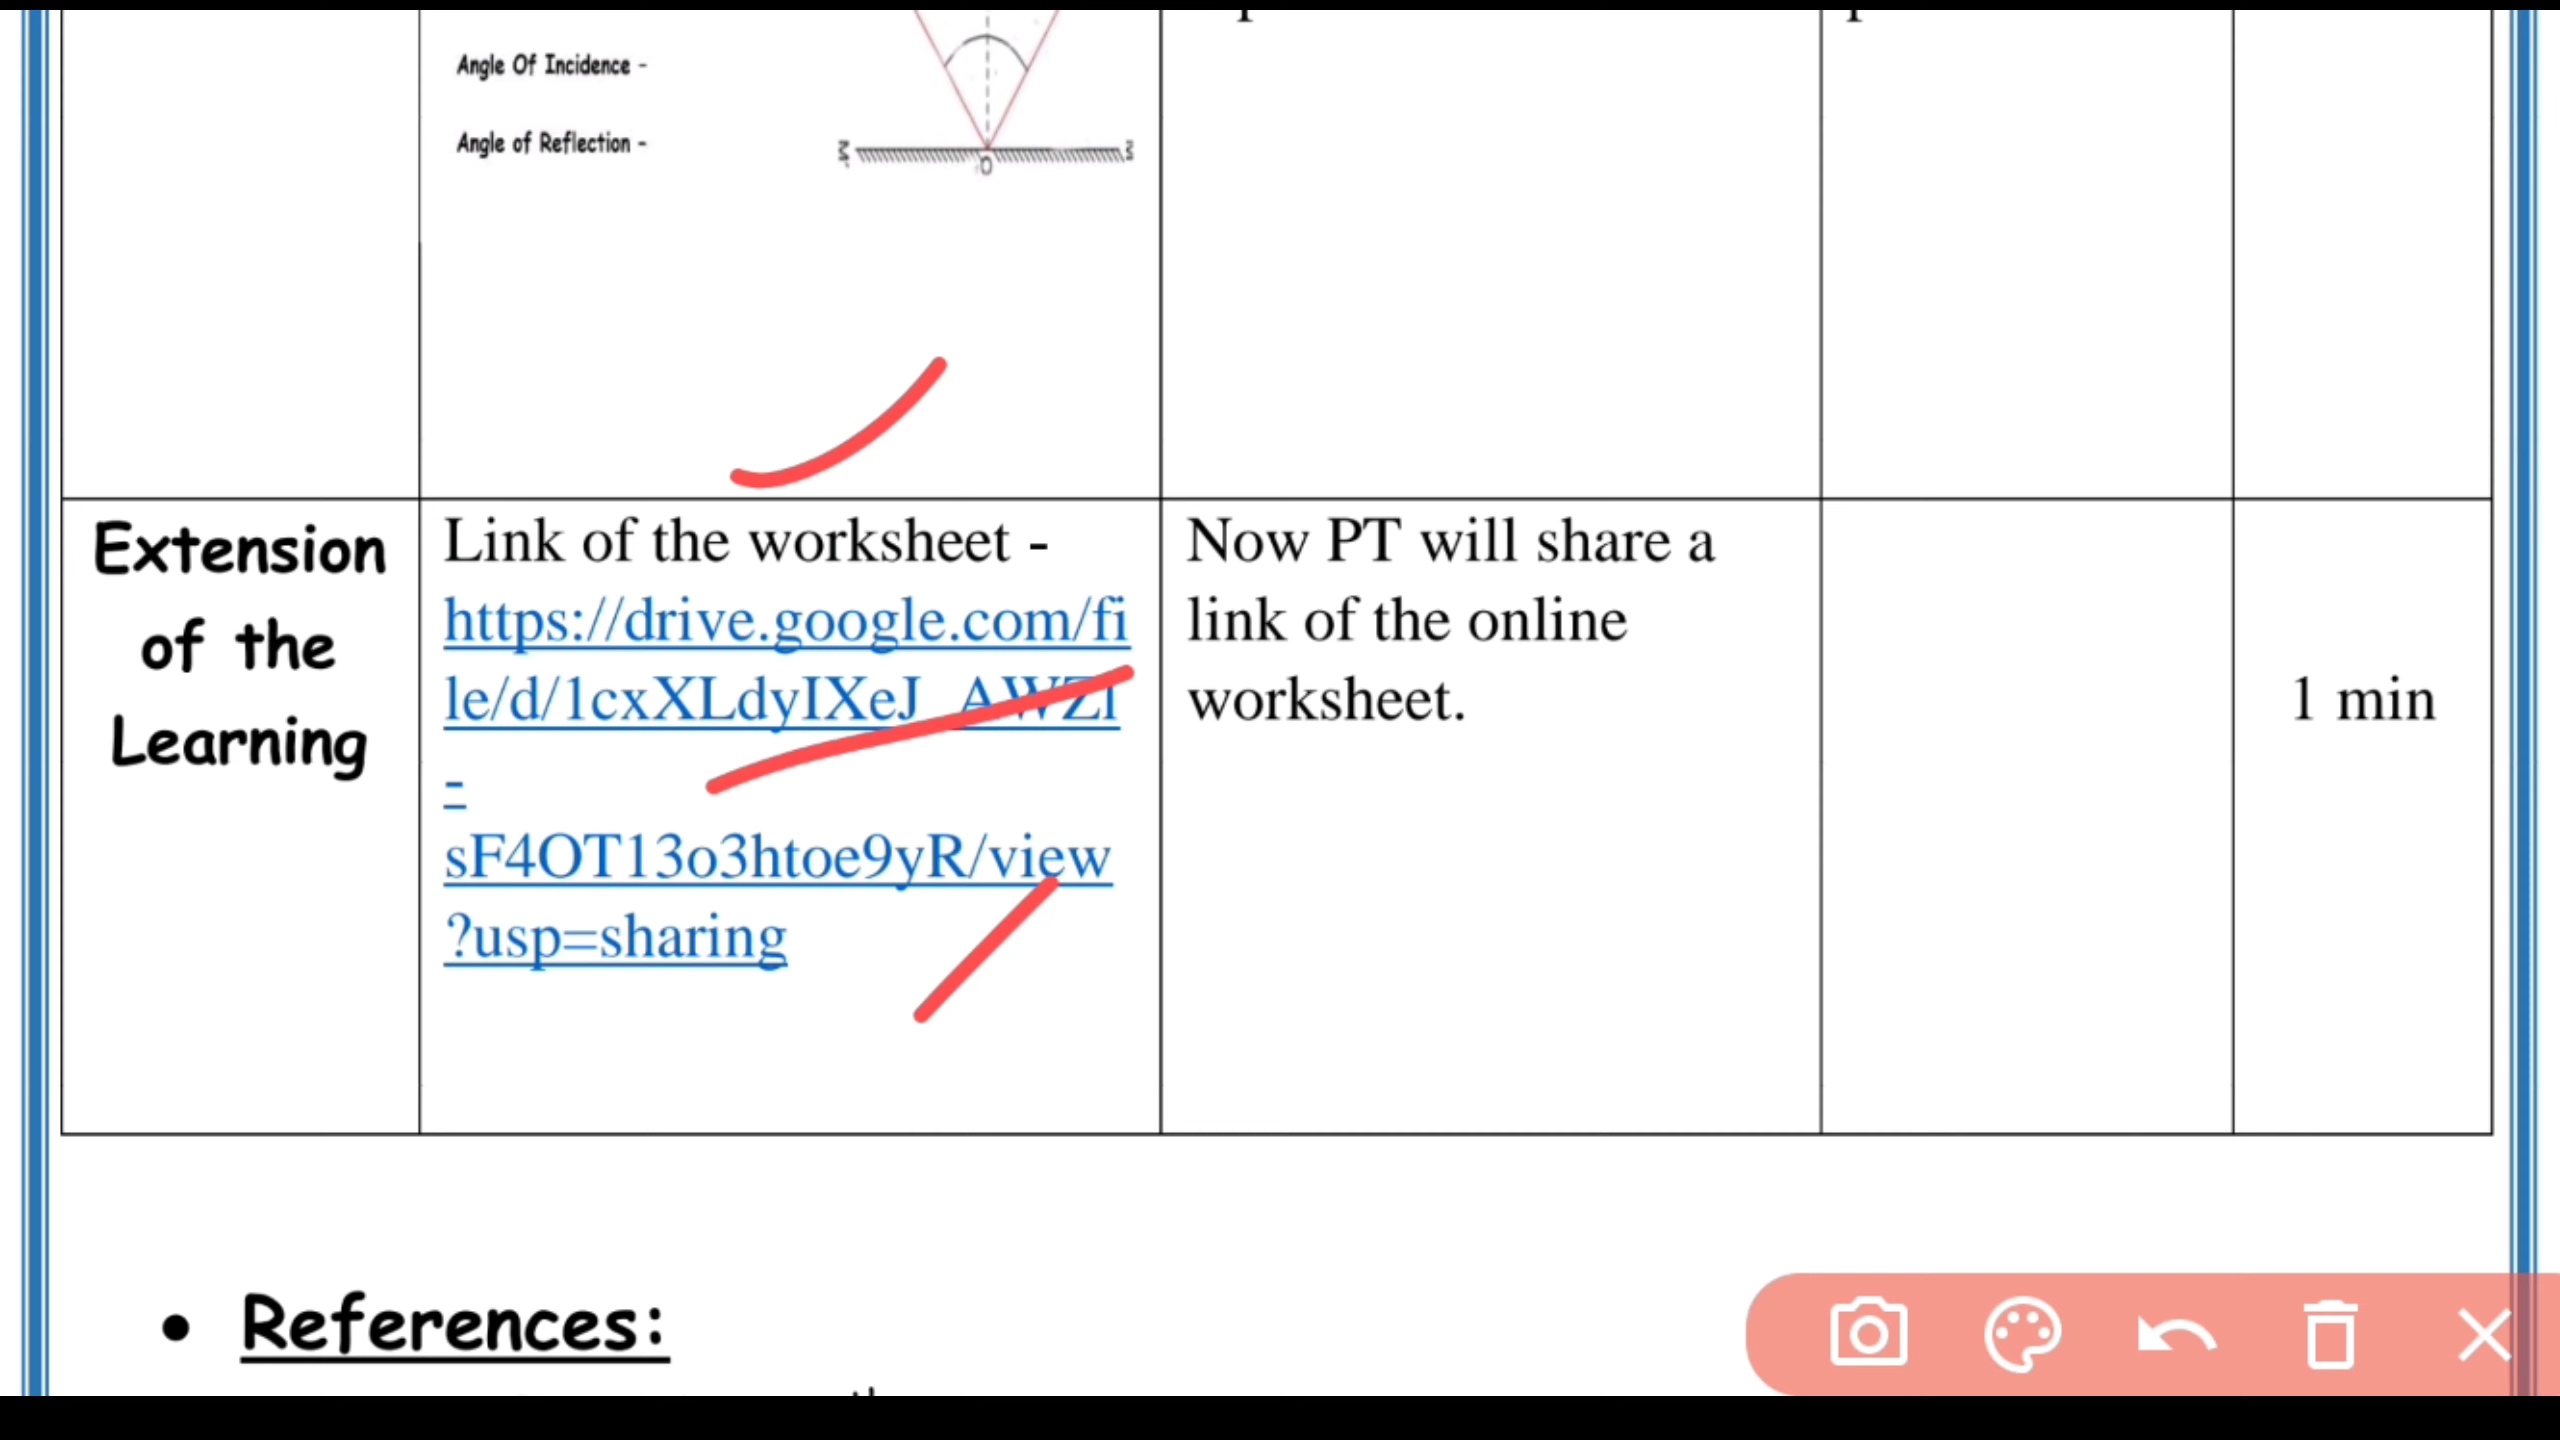 Angle Of Incidence -
Angle of Reflection -
O
Extension
of the
Learning
Link of the worksheet -
https://drive.google.com/fi
le/d/1cxXLdyIXeJ_AWZI
-
sF4OT13o3htoe9yR/view
?usp=sharing
Now PT will share a
link of the online
worksheet.
1 min
• References: